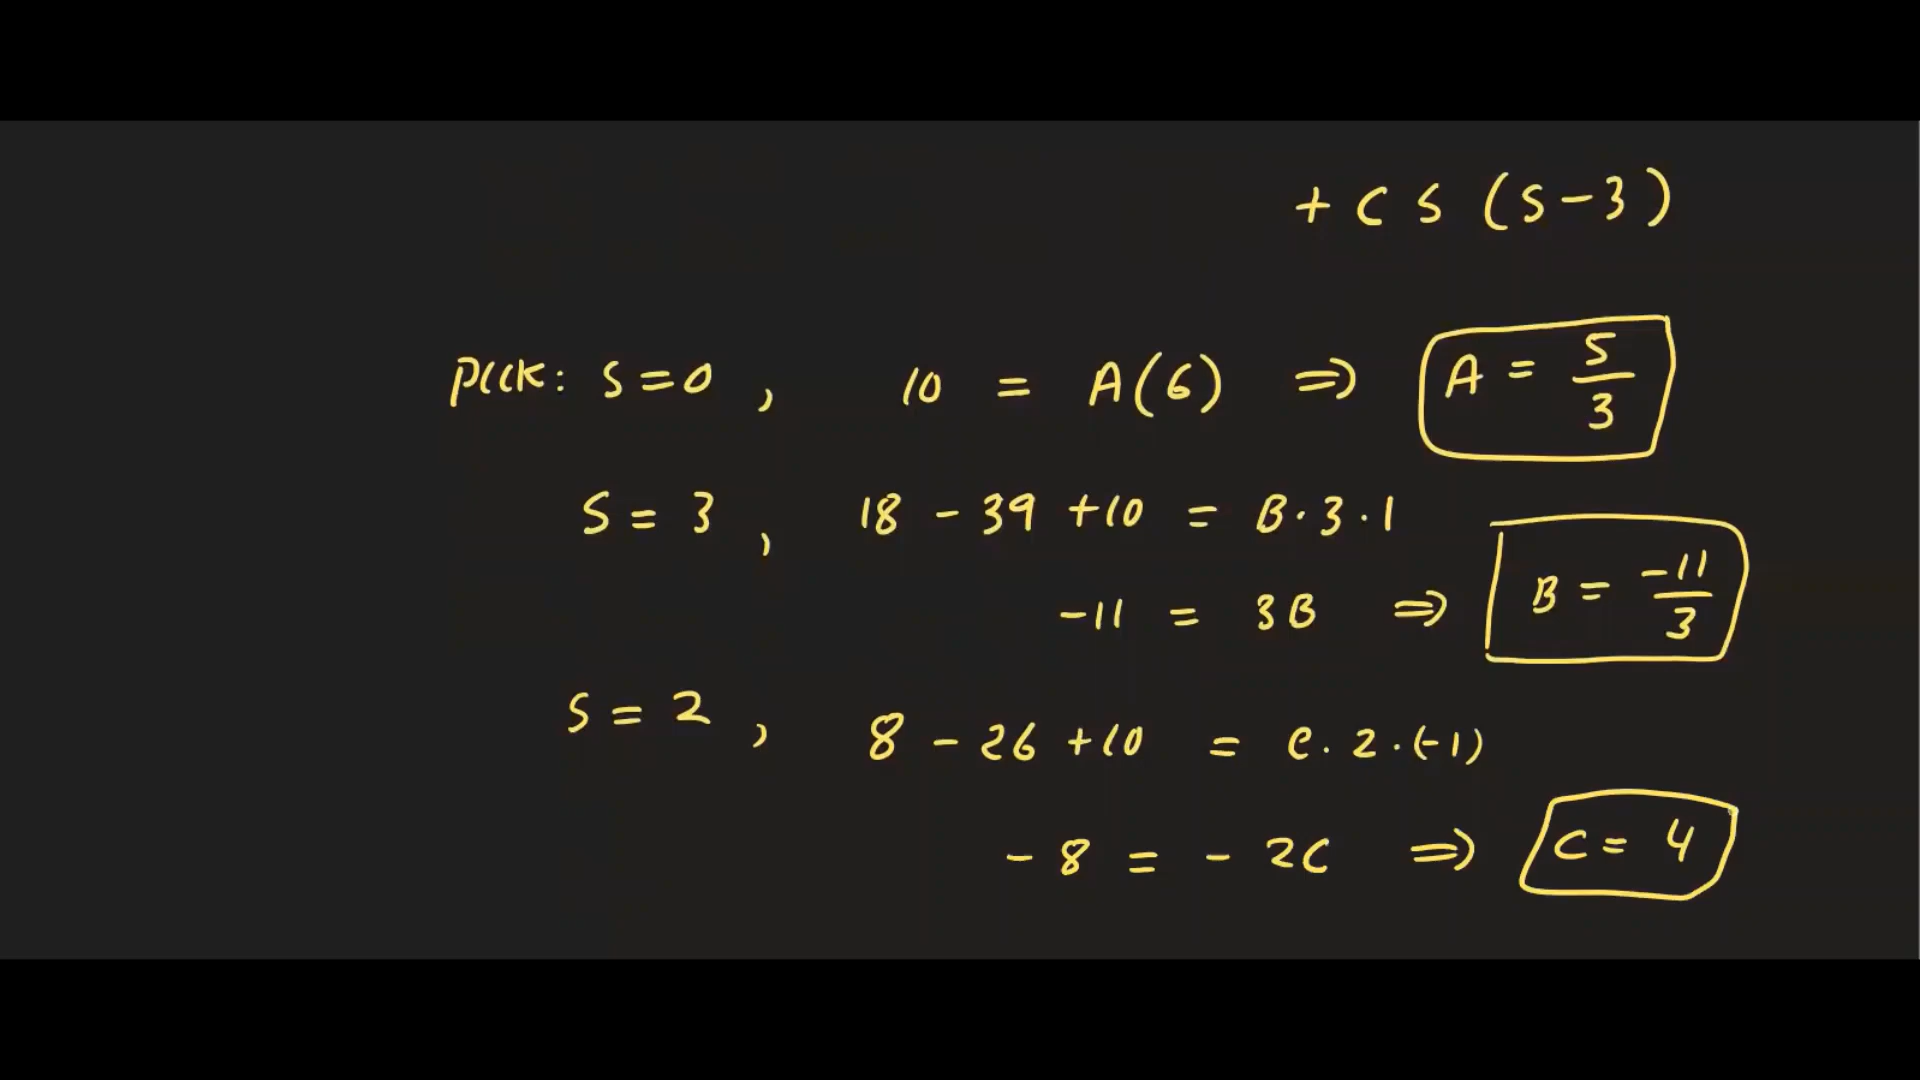 + C S (S-3)
Pick: S=0, 10 = A(6) ⇒ A = 5/3
S = 3, 18 - 39 +10 = B·3·1
-11 = 3B ⇒ B = -11/3
S = 2, 8 - 26 +10 = C·2·(-1)
- 8 = - 2C ⇒ C = 4